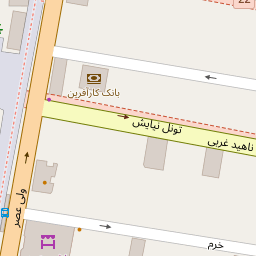 22
بانک کارآفرین
تونل نیایش
ناهید غربی
ولی عصر
خرم